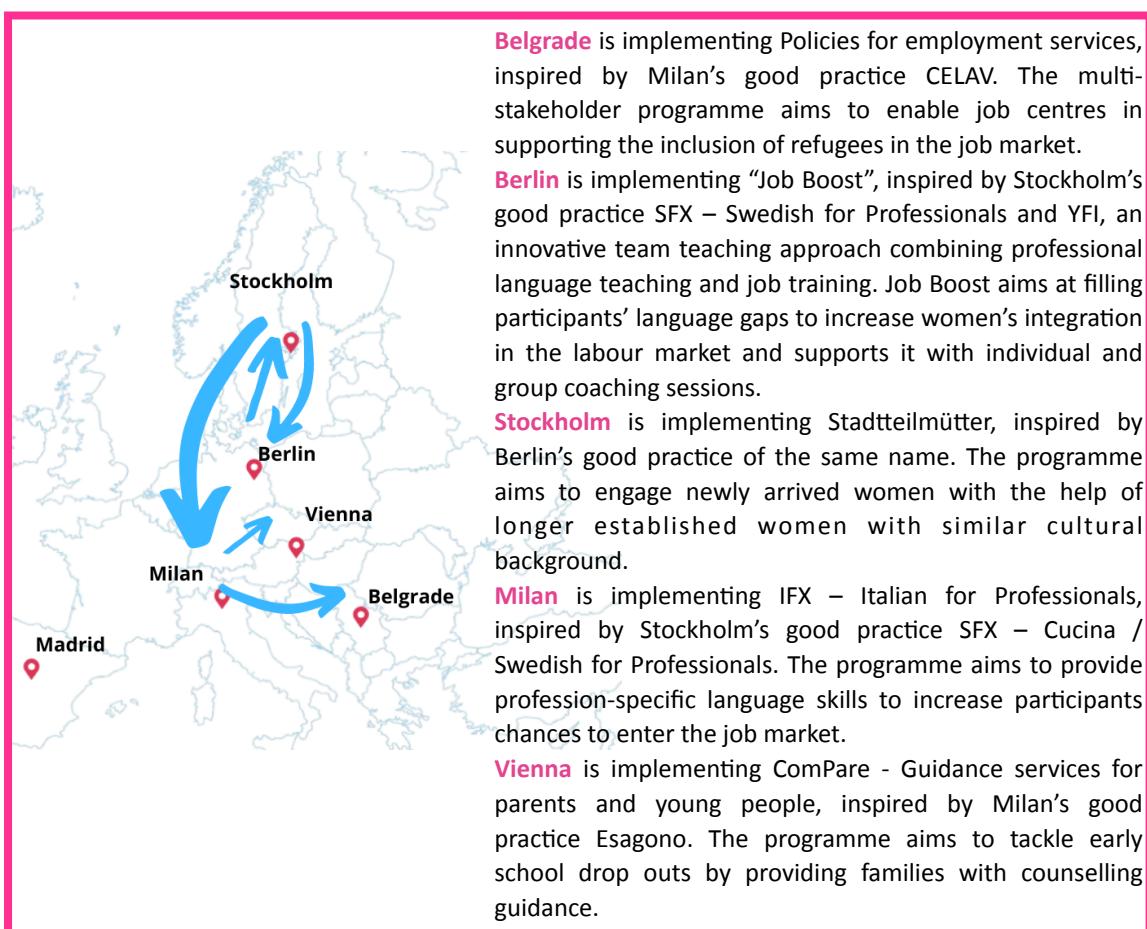 Belgrade is implementing Policies for employment services,
inspired by Milan’s good practice CELAV. The multi-
stakeholder programme aims to enable job centres in
supporting the inclusion of refugees in the job market.
Berlin is implementing “Job Boost”, inspired by Stockholm’s
good practice SFX – Swedish for Professionals and YFI, an
innovative team teaching approach combining professional
language teaching and job training. Job Boost aims at filling
participants’ language gaps to increase women’s integration
in the labour market and supports it with individual and
group coaching sessions.
Stockholm is implementing Stadtteilmütter, inspired by
Berlin’s good practice of the same name. The programme
aims to engage newly arrived women with the help of
longer established women with similar cultural
background.
Milan is implementing IFX – Italian for Professionals,
inspired by Stockholm’s good practice SFX – Cucina /
Swedish for Professionals. The programme aims to provide
profession-specific language skills to increase participants
chances to enter the job market.
Vienna is implementing ComPare - Guidance services for
parents and young people, inspired by Milan’s good
practice Esagono. The programme aims to tackle early
school drop outs by providing families with counselling
guidance.
Stockholm
Berlin
Vienna
Milan
Belgrade
Madrid